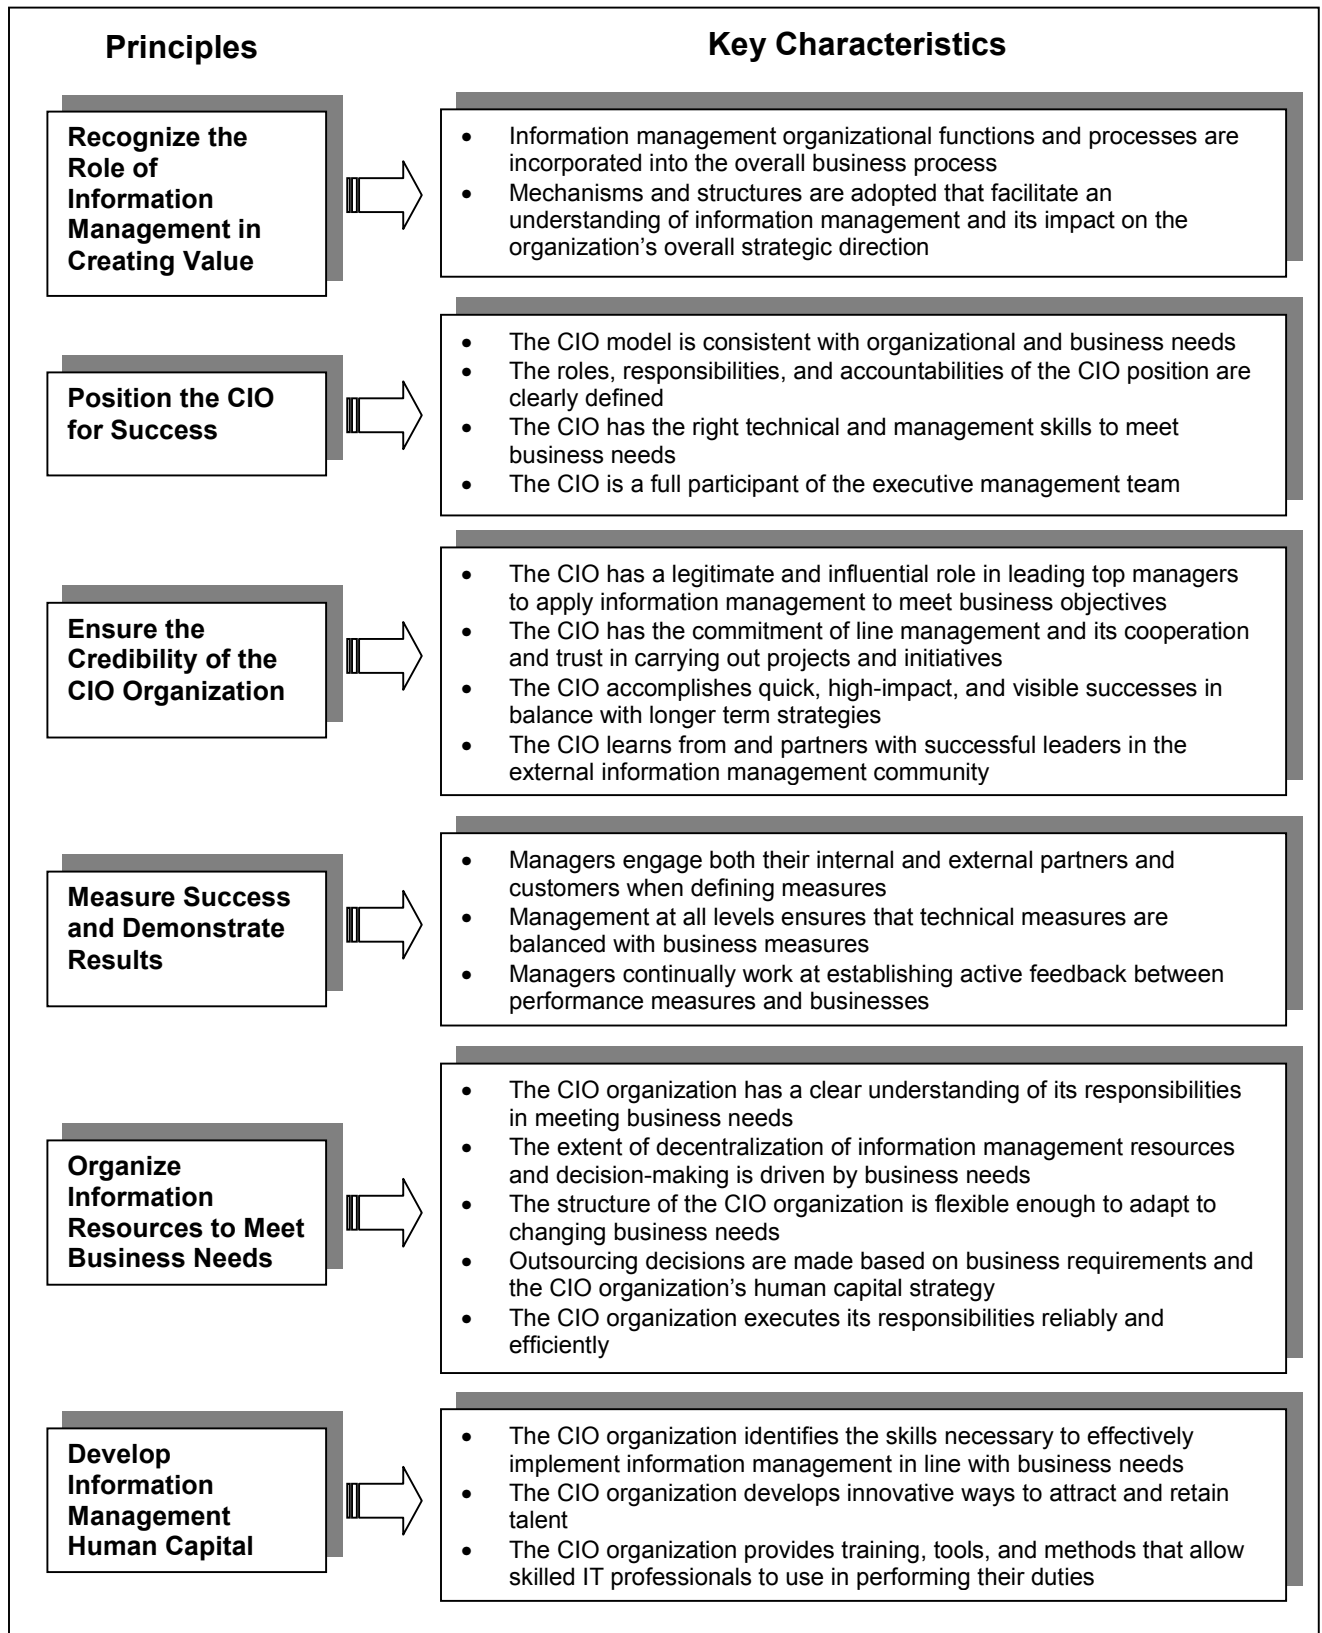 Principles
Key Characteristics
Recognize the
Role of
Information
Management in
Creating Value
• Information management organizational functions and processes are
incorporated into the overall business process
• Mechanisms and structures are adopted that facilitate an
understanding of information management and its impact on the
organization’s overall strategic direction
Position the CIO
for Success
• The CIO model is consistent with organizational and business needs
• The roles, responsibilities, and accountabilities of the CIO position are
clearly defined
• The CIO has the right technical and management skills to meet
business needs
• The CIO is a full participant of the executive management team
Ensure the
Credibility of the
CIO Organization
• The CIO has a legitimate and influential role in leading top managers
to apply information management to meet business objectives
• The CIO has the commitment of line management and its cooperation
and trust in carrying out projects and initiatives
• The CIO accomplishes quick, high-impact, and visible successes in
balance with longer term strategies
• The CIO learns from and partners with successful leaders in the
external information management community
Measure Success
and Demonstrate
Results
• Managers engage both their internal and external partners and
customers when defining measures
• Management at all levels ensures that technical measures are
balanced with business measures
• Managers continually work at establishing active feedback between
performance measures and businesses
Organize
Information
Resources to Meet
Business Needs
• The CIO organization has a clear understanding of its responsibilities
in meeting business needs
• The extent of decentralization of information management resources
and decision-making is driven by business needs
• The structure of the CIO organization is flexible enough to adapt to
changing business needs
• Outsourcing decisions are made based on business requirements and
the CIO organization’s human capital strategy
• The CIO organization executes its responsibilities reliably and
efficiently
Develop
Information
Management
Human Capital
• The CIO organization identifies the skills necessary to effectively
implement information management in line with business needs
• The CIO organization develops innovative ways to attract and retain
talent
• The CIO organization provides training, tools, and methods that allow
skilled IT professionals to use in performing their duties